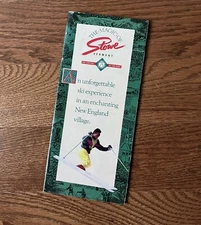 THE MAGIC OF
Stowe
VERMONT
An unforgettable
ski experience
in an enchanting
New England
village.